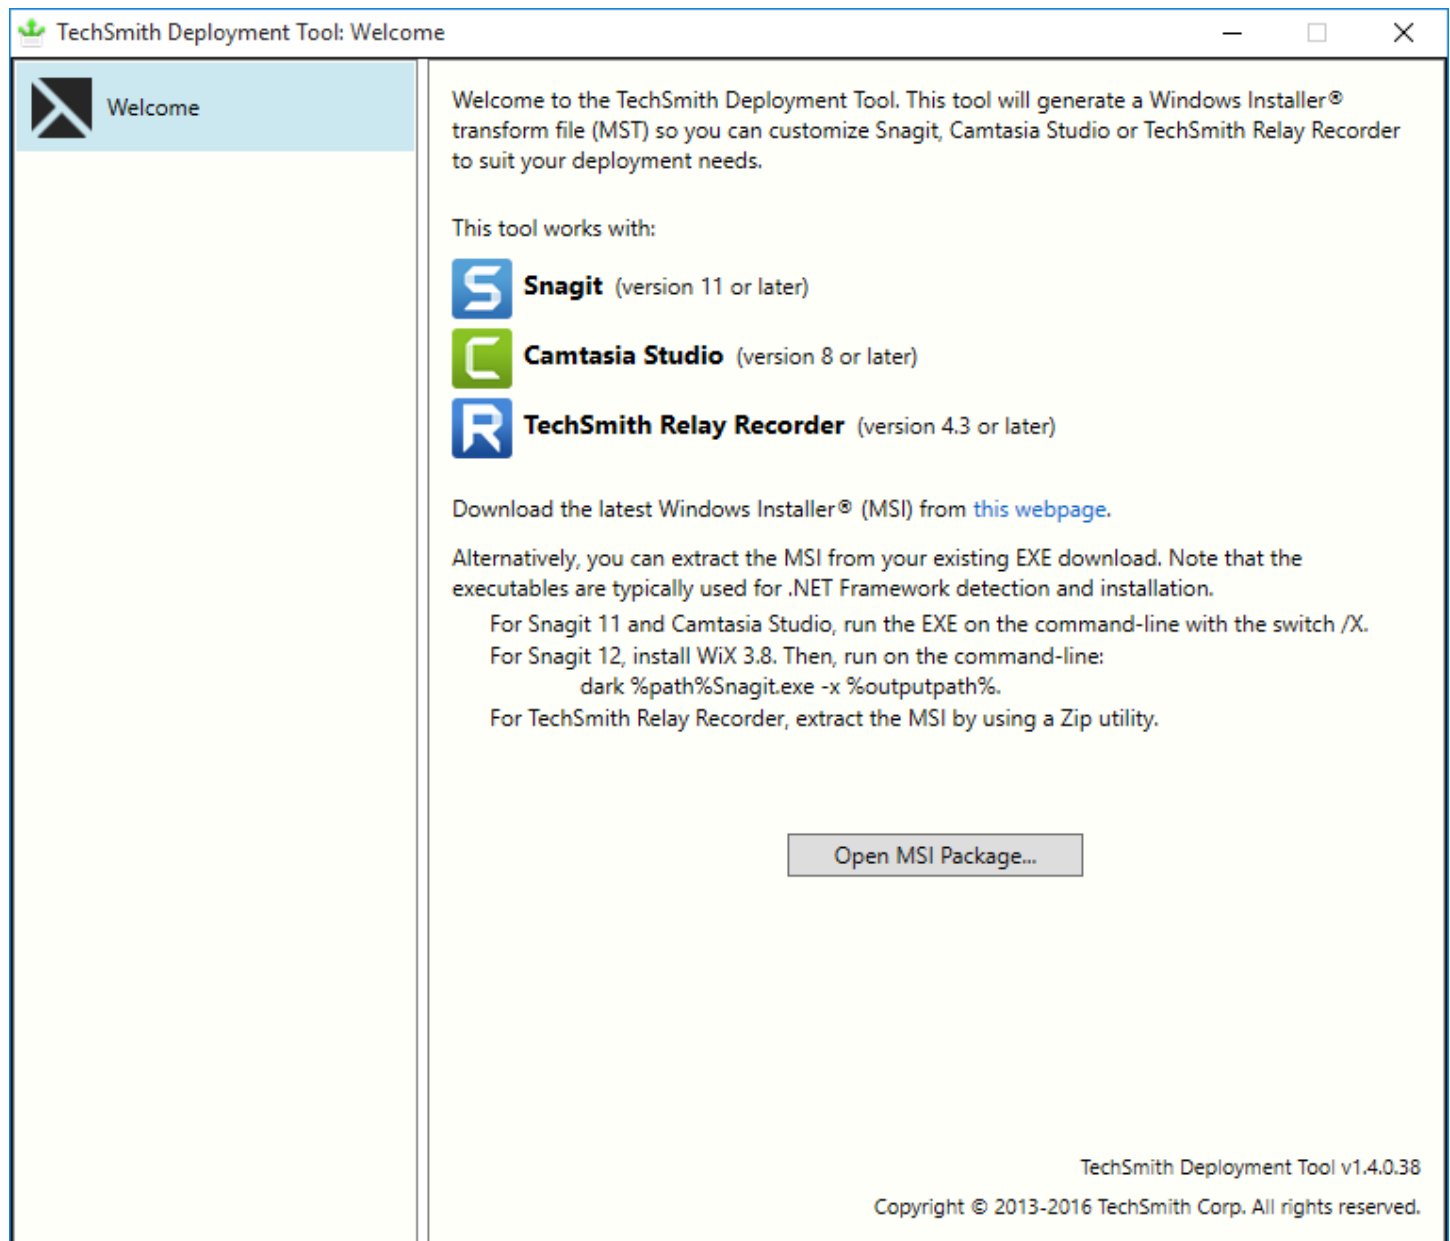 TechSmith Deployment Tool: Welcome
Welcome
Welcome to the TechSmith Deployment Tool. This tool will generate a Windows Installer®
transform file (MST) so you can customize Snagit, Camtasia Studio or TechSmith Relay Recorder
to suit your deployment needs.
This tool works with:
Snagit (version 11 or later)
Camtasia Studio (version 8 or later)
TechSmith Relay Recorder (version 4.3 or later)
Download the latest Windows Installer® (MSI) from this webpage.
Alternatively, you can extract the MSI from your existing EXE download. Note that the
executables are typically used for .NET Framework detection and installation.
For Snagit 11 and Camtasia Studio, run the EXE on the command-line with the switch /X.
For Snagit 12, install WiX 3.8. Then, run on the command-line:
dark %path%Snagit.exe -x %outputpath%.
For TechSmith Relay Recorder, extract the MSI by using a Zip utility.
Open MSI Package...
TechSmith Deployment Tool v1.4.0.38
Copyright © 2013-2016 TechSmith Corp. All rights reserved.